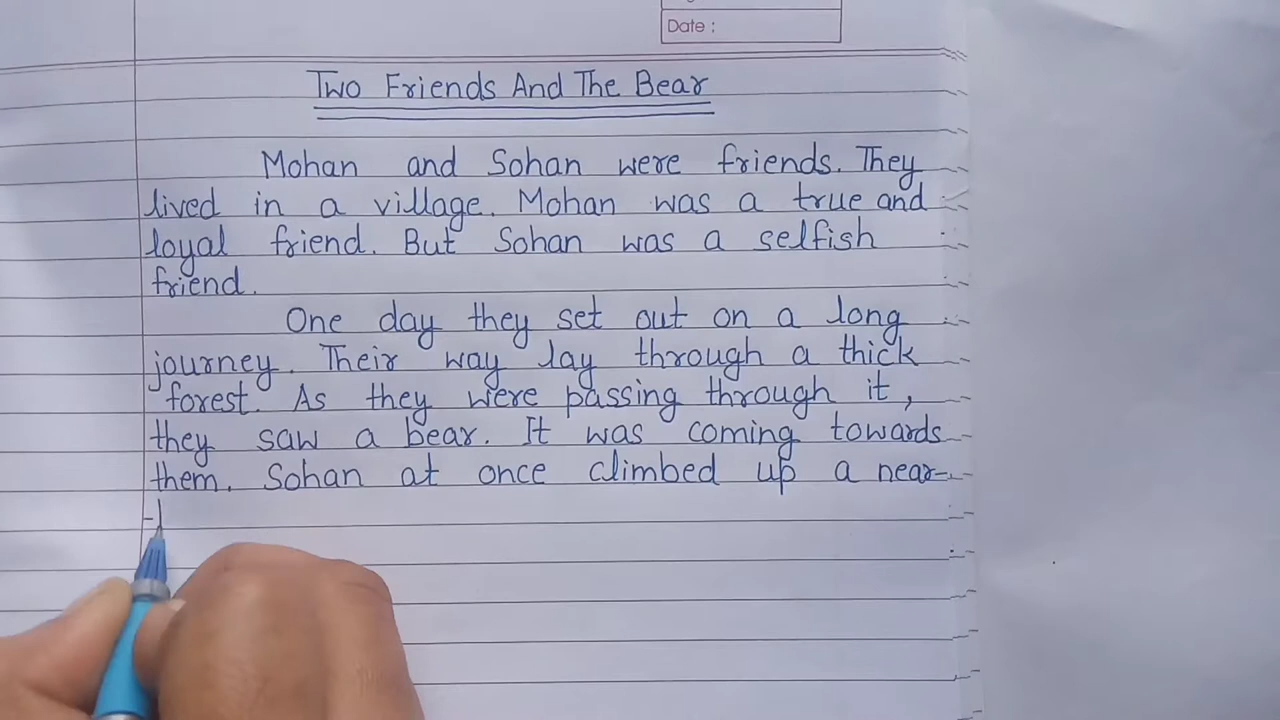 Date :
Two Friends And The Bear
Mohan and Sohan were friends. They
lived in a village. Mohan was a true and
loyal friend. But Sohan was a selfish
friend.
One day they set out on a long
journey. Their way lay through a thick
forest. As they were passing through it,
they saw a bear. It was coming towards
them. Sohan at once climbed up a near-